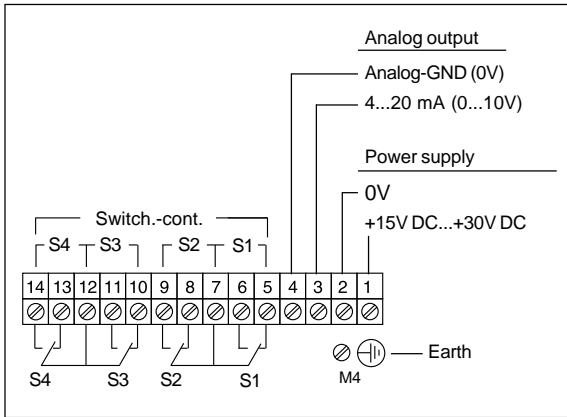 Analog output
Analog-GND (0V)
4...20 mA (0...10V)
Power supply
0V
+15V DC...+30V DC
Switch.-cont.
S4 S3 S2 S1
14 13 12 11 10 9 8 7 6 5 4 3 2 1
S4 S3 S2 S1
Earth
M4